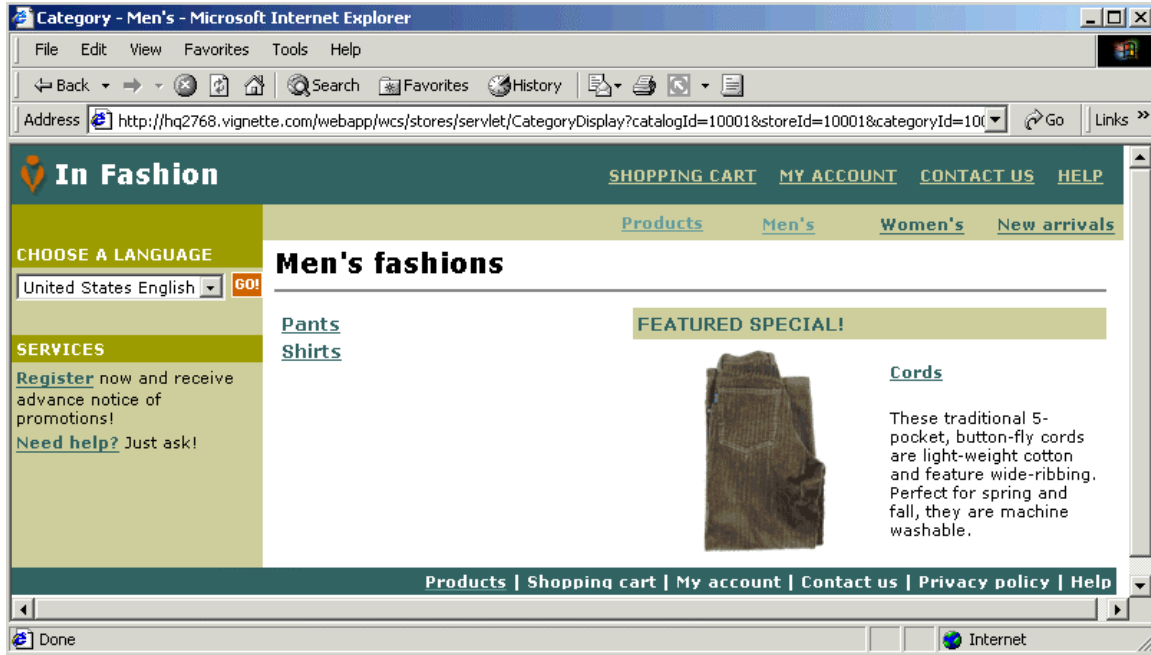 Category - Men's - Microsoft Internet Explorer
File Edit View Favorites Tools Help
Back Search Favorites History
Address http://hq2768.vignette.com/webapp/wcs/stores/servlet/CategoryDisplay?catalogId=10001&storeId=10001&categoryId=100 Go Links »
In Fashion
SHOPPING CART MY ACCOUNT CONTACT US HELP
Products Men's Women's New arrivals
CHOOSE A LANGUAGE
United States English GO!
SERVICES
Register now and receive
advance notice of
promotions!
Need help? Just ask!
Men's fashions
Pants
Shirts
FEATURED SPECIAL!
Cords
These traditional 5-
pocket, button-fly cords
are light-weight cotton
and feature wide-ribbing.
Perfect for spring and
fall, they are machine
washable.
Products | Shopping cart | My account | Contact us | Privacy policy | Help
Done Internet